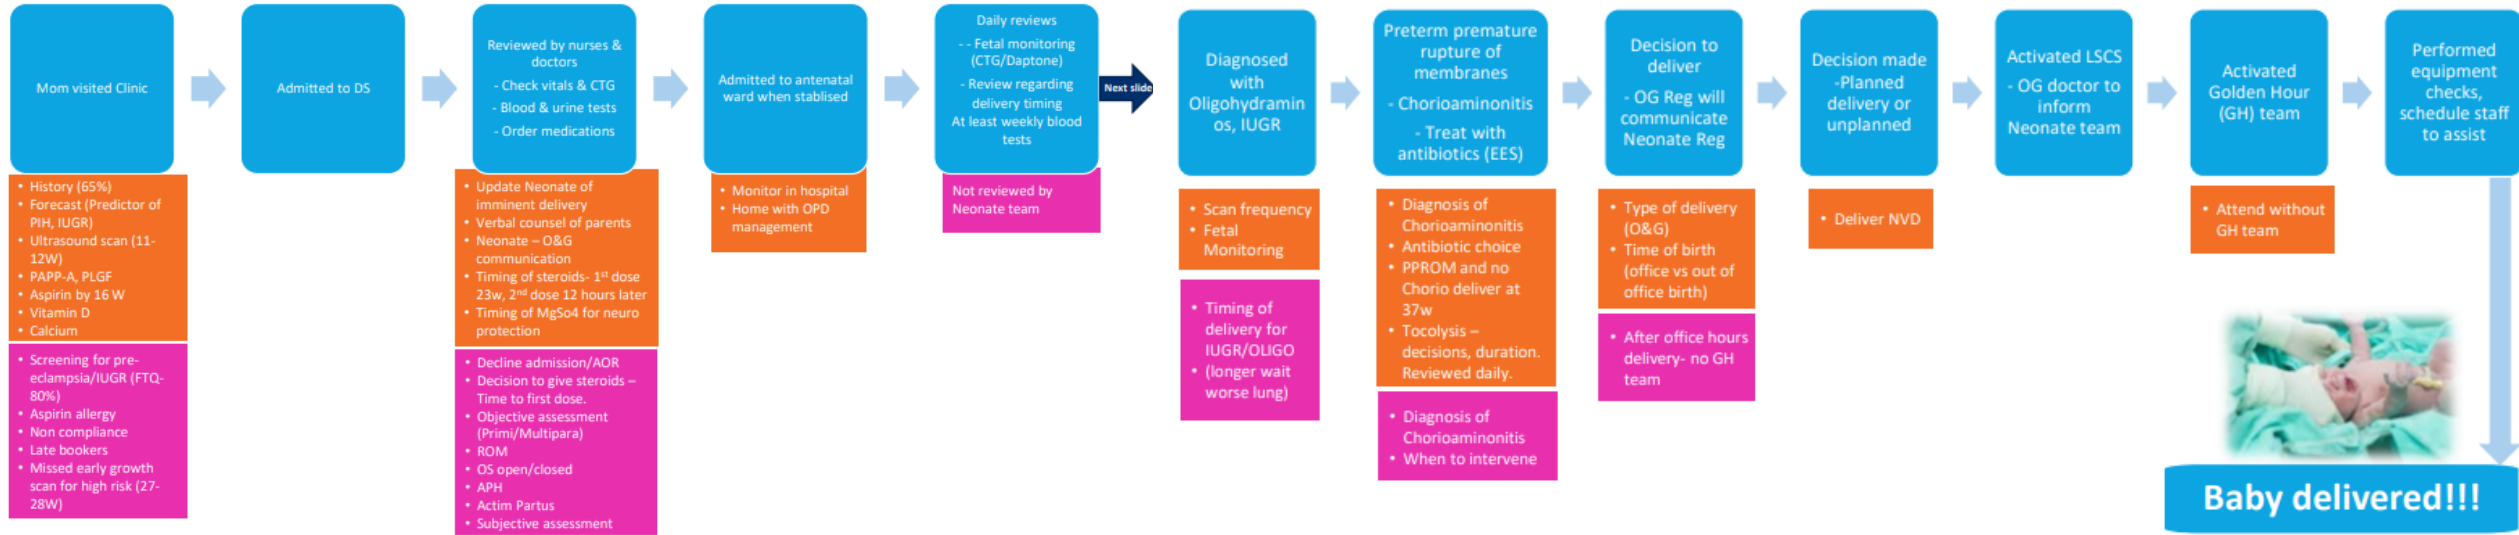 Mom visited Clinic
• History (65%)
• Forecast (Predictor of
PIH, IUGR)
• Ultrasound scan (11-
12W)
• PAPP-A, PLGF
• Aspirin by 16 W
• Vitamin D
• Calcium
• Screening for pre-
eclampsia/IUGR (FTQ-
80%)
• Aspirin allergy
• Non compliance
• Late bookers
• Missed early growth
scan for high risk (27-
28W)
Admitted to DS
Reviewed by nurses &
doctors
- Check vitals & CTG
- Blood & urine tests
- Order medications
• Update Neonate of
imminent delivery
• Verbal counsel of parents
• Neonate – O&G
communication
• Timing of steroids- 1st dose
23w, 2nd dose 12 hours later
• Timing of MgSo4 for neuro
protection
• Decline admission/AOR
• Decision to give steroids –
Time to first dose.
• Objective assessment
(Primi/Multipara)
• ROM
• OS open/closed
• APH
• Actim Partus
• Subjective assessment
Admitted to antenatal
ward when stablised
• Monitor in hospital
• Home with OPD
management
Daily reviews
- - Fetal monitoring
(CTG/Daptone)
- Review regarding
delivery timing
At least weekly blood
tests
Not reviewed by
Neonate team
Next slide
Diagnosed
with
Oligohydramin
os, IUGR
• Scan frequency
• Fetal
Monitoring
• Timing of
delivery for
IUGR/OLIGO
• (longer wait
worse lung)
Preterm premature
rupture of
membranes
- Chorioaminonitis
- Treat with
antibiotics (EES)
• Diagnosis of
Chorioaminonitis
• Antibiotic choice
• PPROM and no
Chorio deliver at
37w
• Tocolysis –
decisions, duration.
Reviewed daily.
• Diagnosis of
Chorioaminonitis
• When to intervene
Decision to
deliver
- OG Reg will
communicate
Neonate Reg
• Type of delivery
(O&G)
• Time of birth
(office vs out of
office birth)
• After office hours
delivery- no GH
team
Decision made
-Planned
delivery or
unplanned
• Deliver NVD
Activated LSCS
- OG doctor to
inform
Neonate team
Activated
Golden Hour
(GH) team
• Attend without
GH team
Performed
equipment
checks,
schedule staff
to assist
Baby delivered!!!